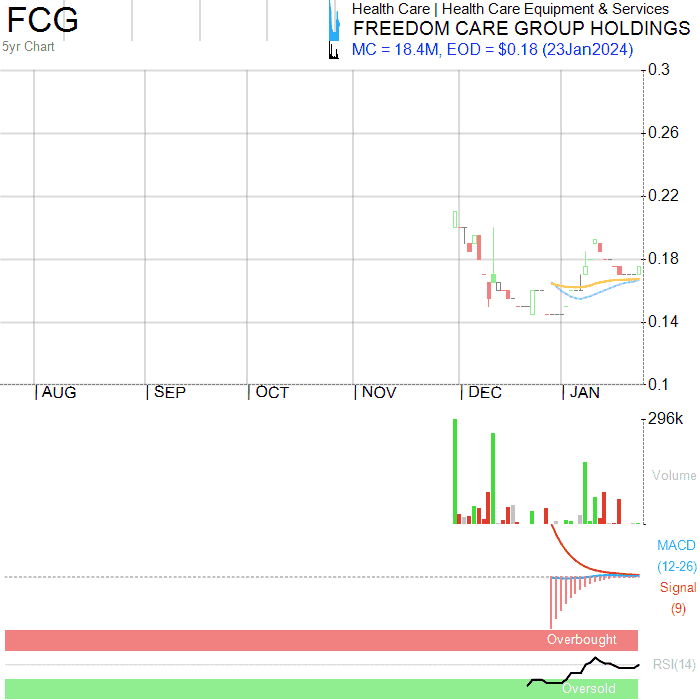 FCG
5yr Chart
Health Care | Health Care Equipment & Services
FREEDOM CARE GROUP HOLDINGS
MC = 18.4M, EOD = $0.18 (23Jan2024)
0.3
0.26
0.22
0.18
0.14
0.1
AUG SEP OCT NOV DEC JAN
296k
Volume
MACD
(12-26)
Signal
(9)
Overbought
RSI(14)
Oversold